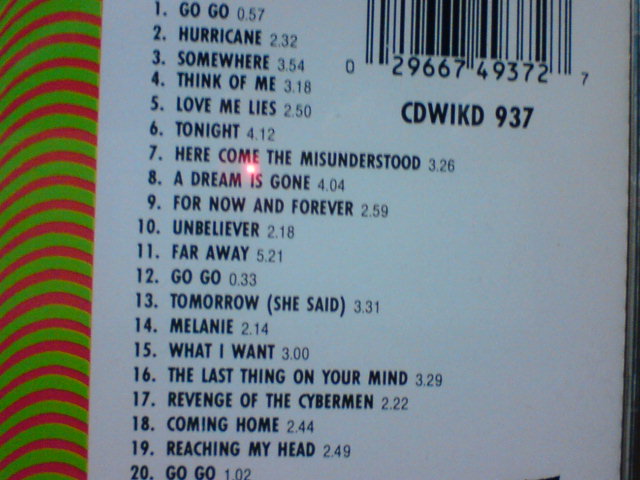 1. GO GO 0.57
2. HURRICANE 2.32
3. SOMEWHERE 3.54
4. THINK OF ME 3.18
5. LOVE ME LIES 2.50
6. TONIGHT 4.12
7. HERE COME THE MISUNDERSTOOD 3.26
8. A DREAM IS GONE 4.04
9. FOR NOW AND FOREVER 2.59
10. UNBELIEVER 2.18
11. FAR AWAY 5.21
12. GO GO 0.33
13. TOMORROW (SHE SAID) 3.31
14. MELANIE 2.14
15. WHAT I WANT 3.00
16. THE LAST THING ON YOUR MIND 3.29
17. REVENGE OF THE CYBERMEN 2.22
18. COMING HOME 2.44
19. REACHING MY HEAD 2.49
20. GO GO 1.02
0 29667 49372 7
CDWIKD 937